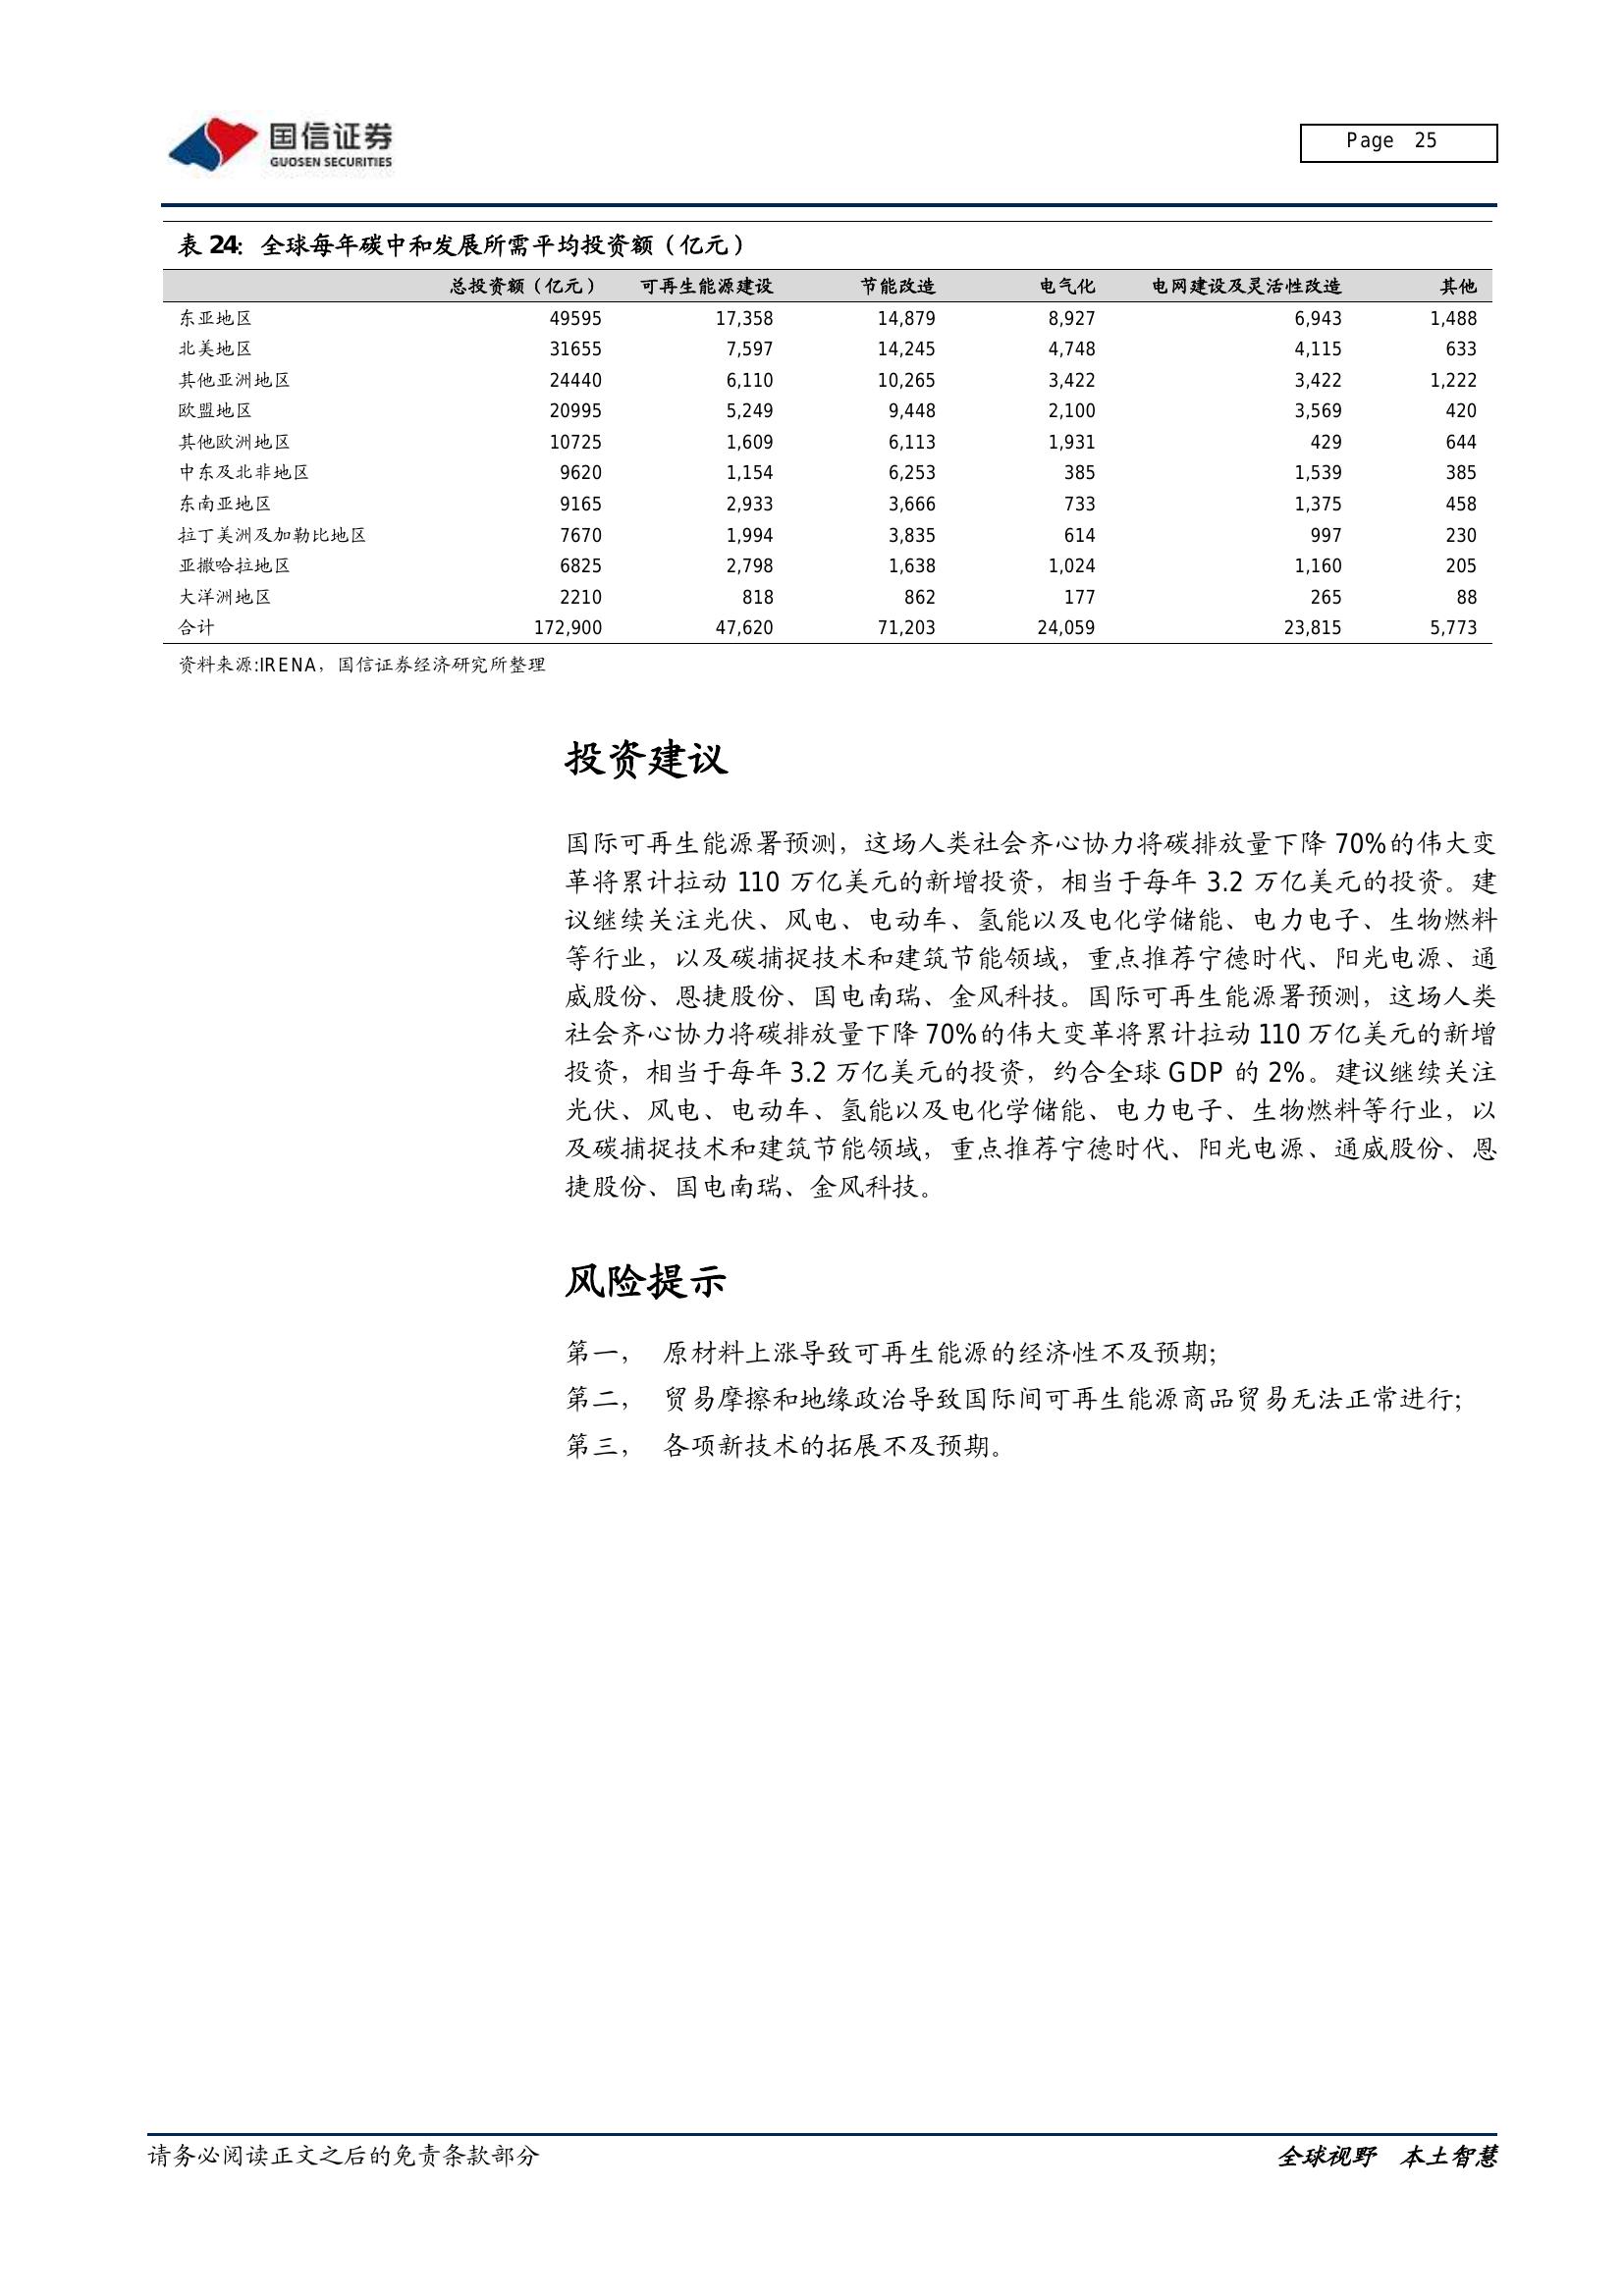 国信证券
GUOSEN SECURITIES
Page 25
表 24：全球每年碳中和发展所需平均投资额（亿元）
总投资额（亿元） 可再生能源建设 节能改造 电气化 电网建设及灵活性改造 其他
东亚地区 49595 17,358 14,879 8,927 6,943 1,488
北美地区 31655 7,597 14,245 4,748 4,115 633
其他亚洲地区 24440 6,110 10,265 3,422 3,422 1,222
欧盟地区 20995 5,249 9,448 2,100 3,569 420
其他欧洲地区 10725 1,609 6,113 1,931 429 644
中东及北非地区 9620 1,154 6,253 385 1,539 385
东南亚地区 9165 2,933 3,666 733 1,375 458
拉丁美洲及加勒比地区 7670 1,994 3,835 614 997 230
亚撒哈拉地区 6825 2,798 1,638 1,024 1,160 205
大洋洲地区 2210 818 862 177 265 88
合计 172,900 47,620 71,203 24,059 23,815 5,773
资料来源:IRENA，国信证券经济研究所整理
投资建议
国际可再生能源署预测，这场人类社会齐心协力将碳排放量下降 70%的伟大变
革将累计拉动 110 万亿美元的新增投资，相当于每年 3.2 万亿美元的投资。建
议继续关注光伏、风电、电动车、氢能以及电化学储能、电力电子、生物燃料
等行业，以及碳捕捉技术和建筑节能领域，重点推荐宁德时代、阳光电源、通
威股份、恩捷股份、国电南瑞、金风科技。国际可再生能源署预测，这场人类
社会齐心协力将碳排放量下降 70%的伟大变革将累计拉动 110 万亿美元的新增
投资，相当于每年 3.2 万亿美元的投资，约合全球 GDP 的 2%。建议继续关注
光伏、风电、电动车、氢能以及电化学储能、电力电子、生物燃料等行业，以
及碳捕捉技术和建筑节能领域，重点推荐宁德时代、阳光电源、通威股份、恩
捷股份、国电南瑞、金风科技。
风险提示
第一， 原材料上涨导致可再生能源的经济性不及预期；
第二， 贸易摩擦和地缘政治导致国际间可再生能源商品贸易无法正常进行；
第三， 各项新技术的拓展不及预期。
请务必阅读正文之后的免责条款部分
全球视野 本土智慧